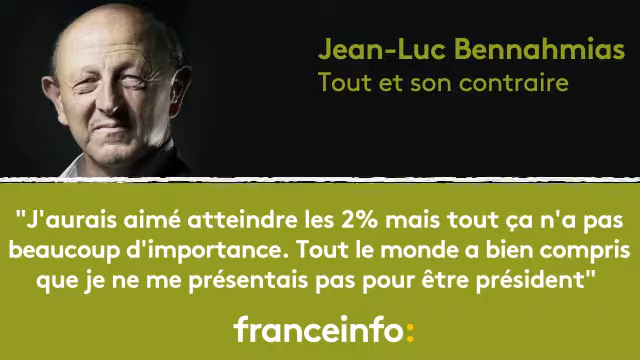 Jean-Luc Bennahmias
Tout et son contraire
"J'aurais aimé atteindre les 2% mais tout ça n'a pas
beaucoup d'importance. Tout le monde a bien compris
que je ne me présentais pas pour être président"
franceinfo: